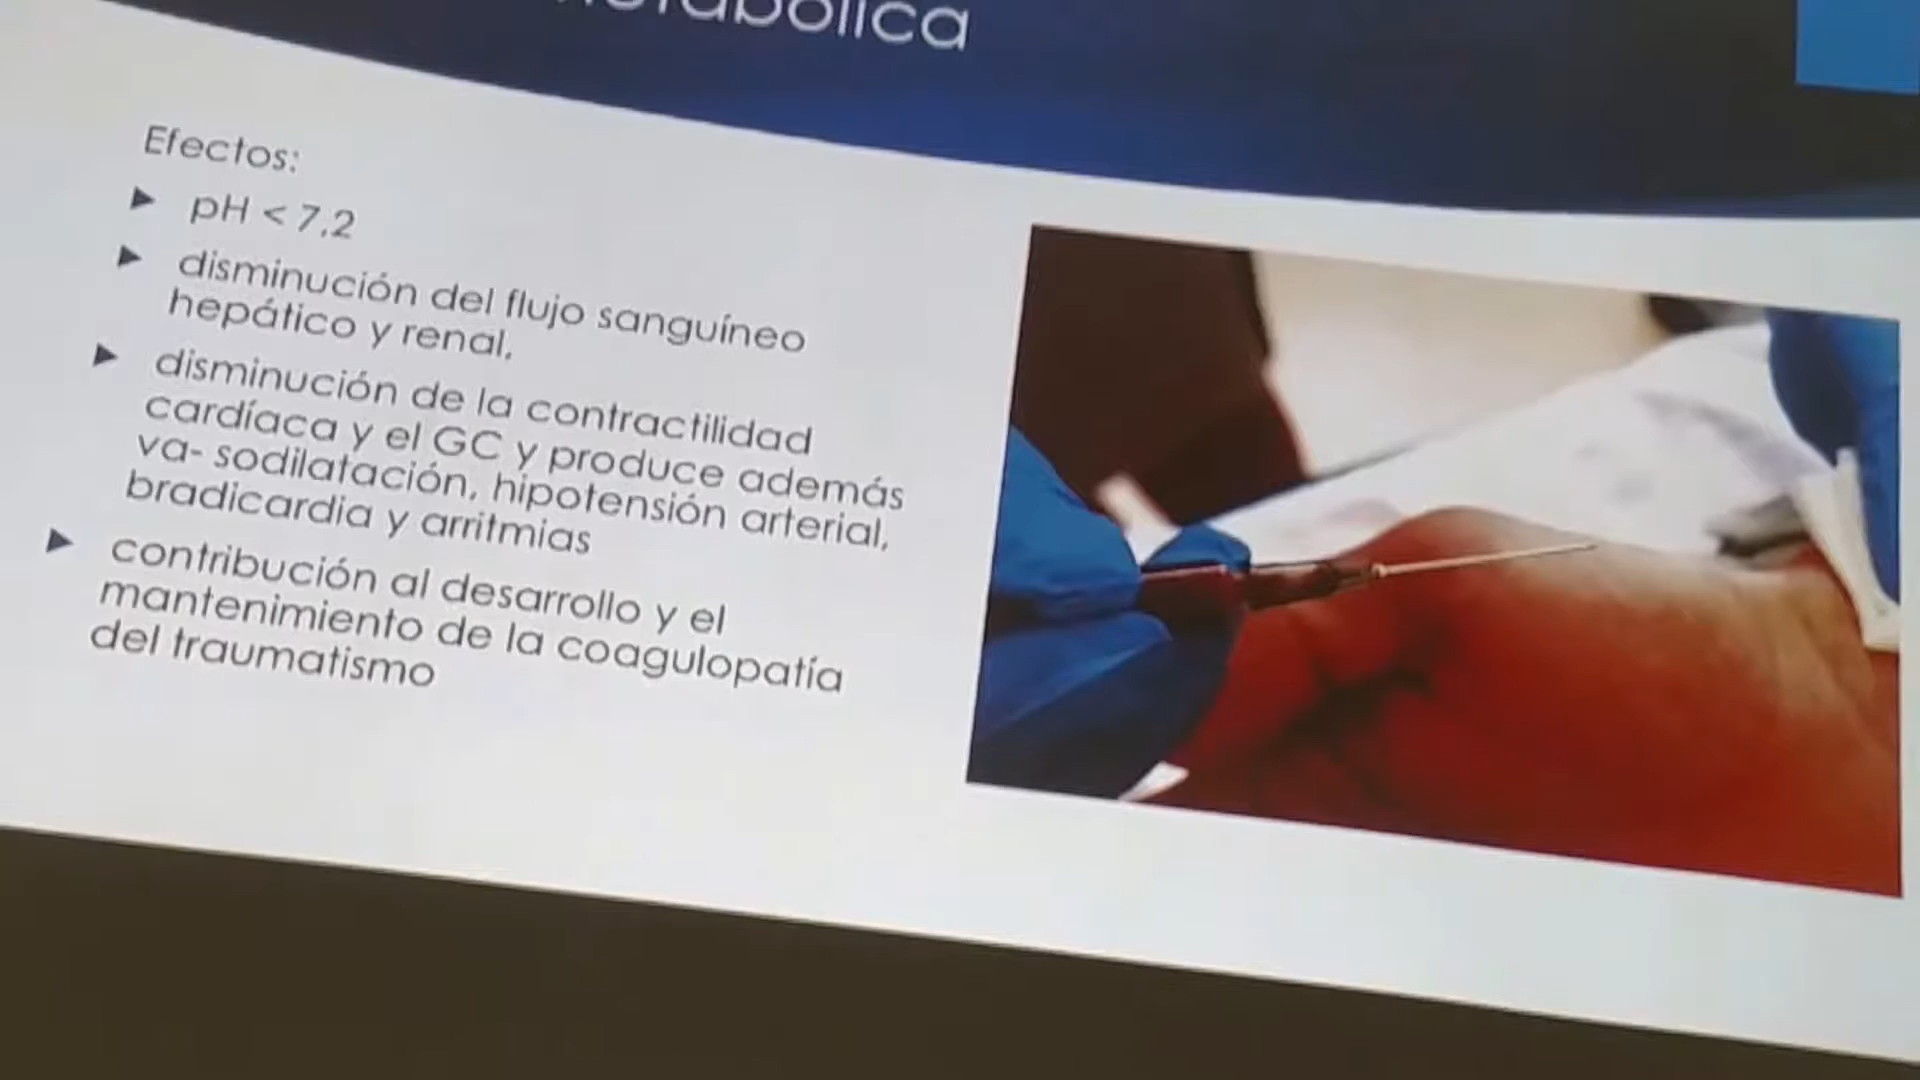 Efectos:
pH < 7,2
disminución del flujo sanguíneo
hepático y renal.
disminución de la contractilidad
cardíaca y el GC y produce además
va- sodilatación, hipotensión arterial,
bradicardia y arritmias
contribución al desarrollo y el
mantenimiento de la coagulopatía
del traumatismo